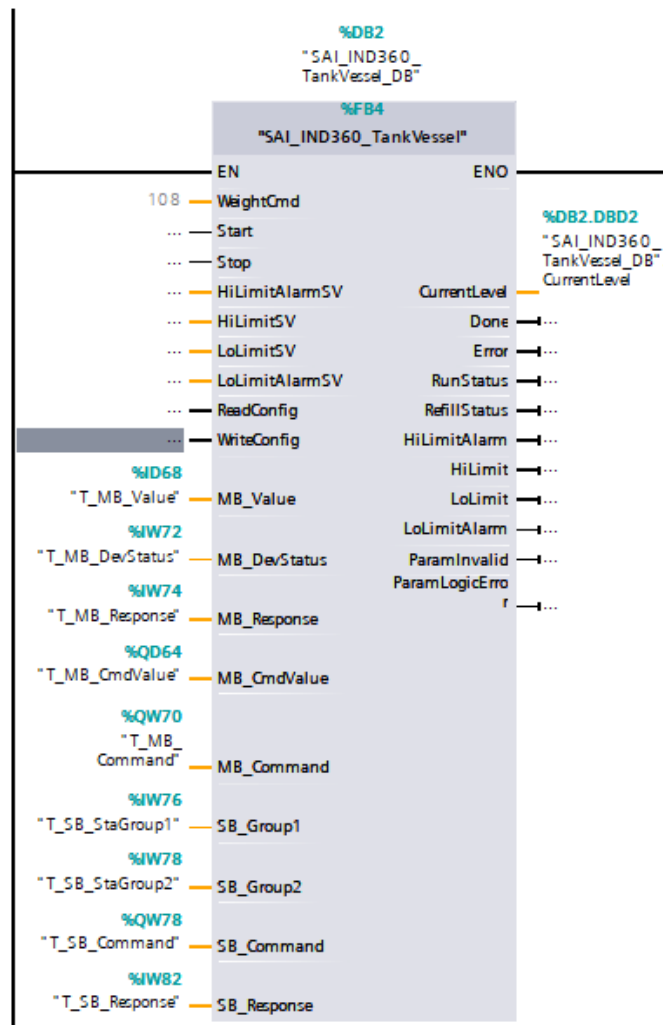 %DB2
"SAI_IND360_
TankVessel_DB"
%FB4
"SAI_IND360_TankVessel"
EN ENO
108 WeightCmd
... Start
... Stop
%DB2.DBD2
"SAI_IND360_
TankVessel_DB"
CurrentLevel
... HiLimitAlarmSV CurrentLevel
... HiLimitSV Done ...
... LoLimitSV Error ...
... LoLimitAlarmSV RunStatus ...
... ReadConfig RefillStatus ...
... WriteConfig HiLimitAlarm ...
HiLimit ...
%ID68
"T_MB_Value" MB_Value LoLimit ...
LoLimitAlarm ...
%IW72
"T_MB_DevStatus" MB_DevStatus ParamInvalid ...
ParamLogicErro
r ...
%IW74
"T_MB_Response" MB_Response
%QD64
"T_MB_CmdValue" MB_CmdValue
%QW70
"T_MB_
Command" MB_Command
%IW76
"T_SB_StaGroup1" SB_Group1
%IW78
"T_SB_StaGroup2" SB_Group2
%QW78
"T_SB_Command" SB_Command
%IW82
"T_SB_Response" SB_Response